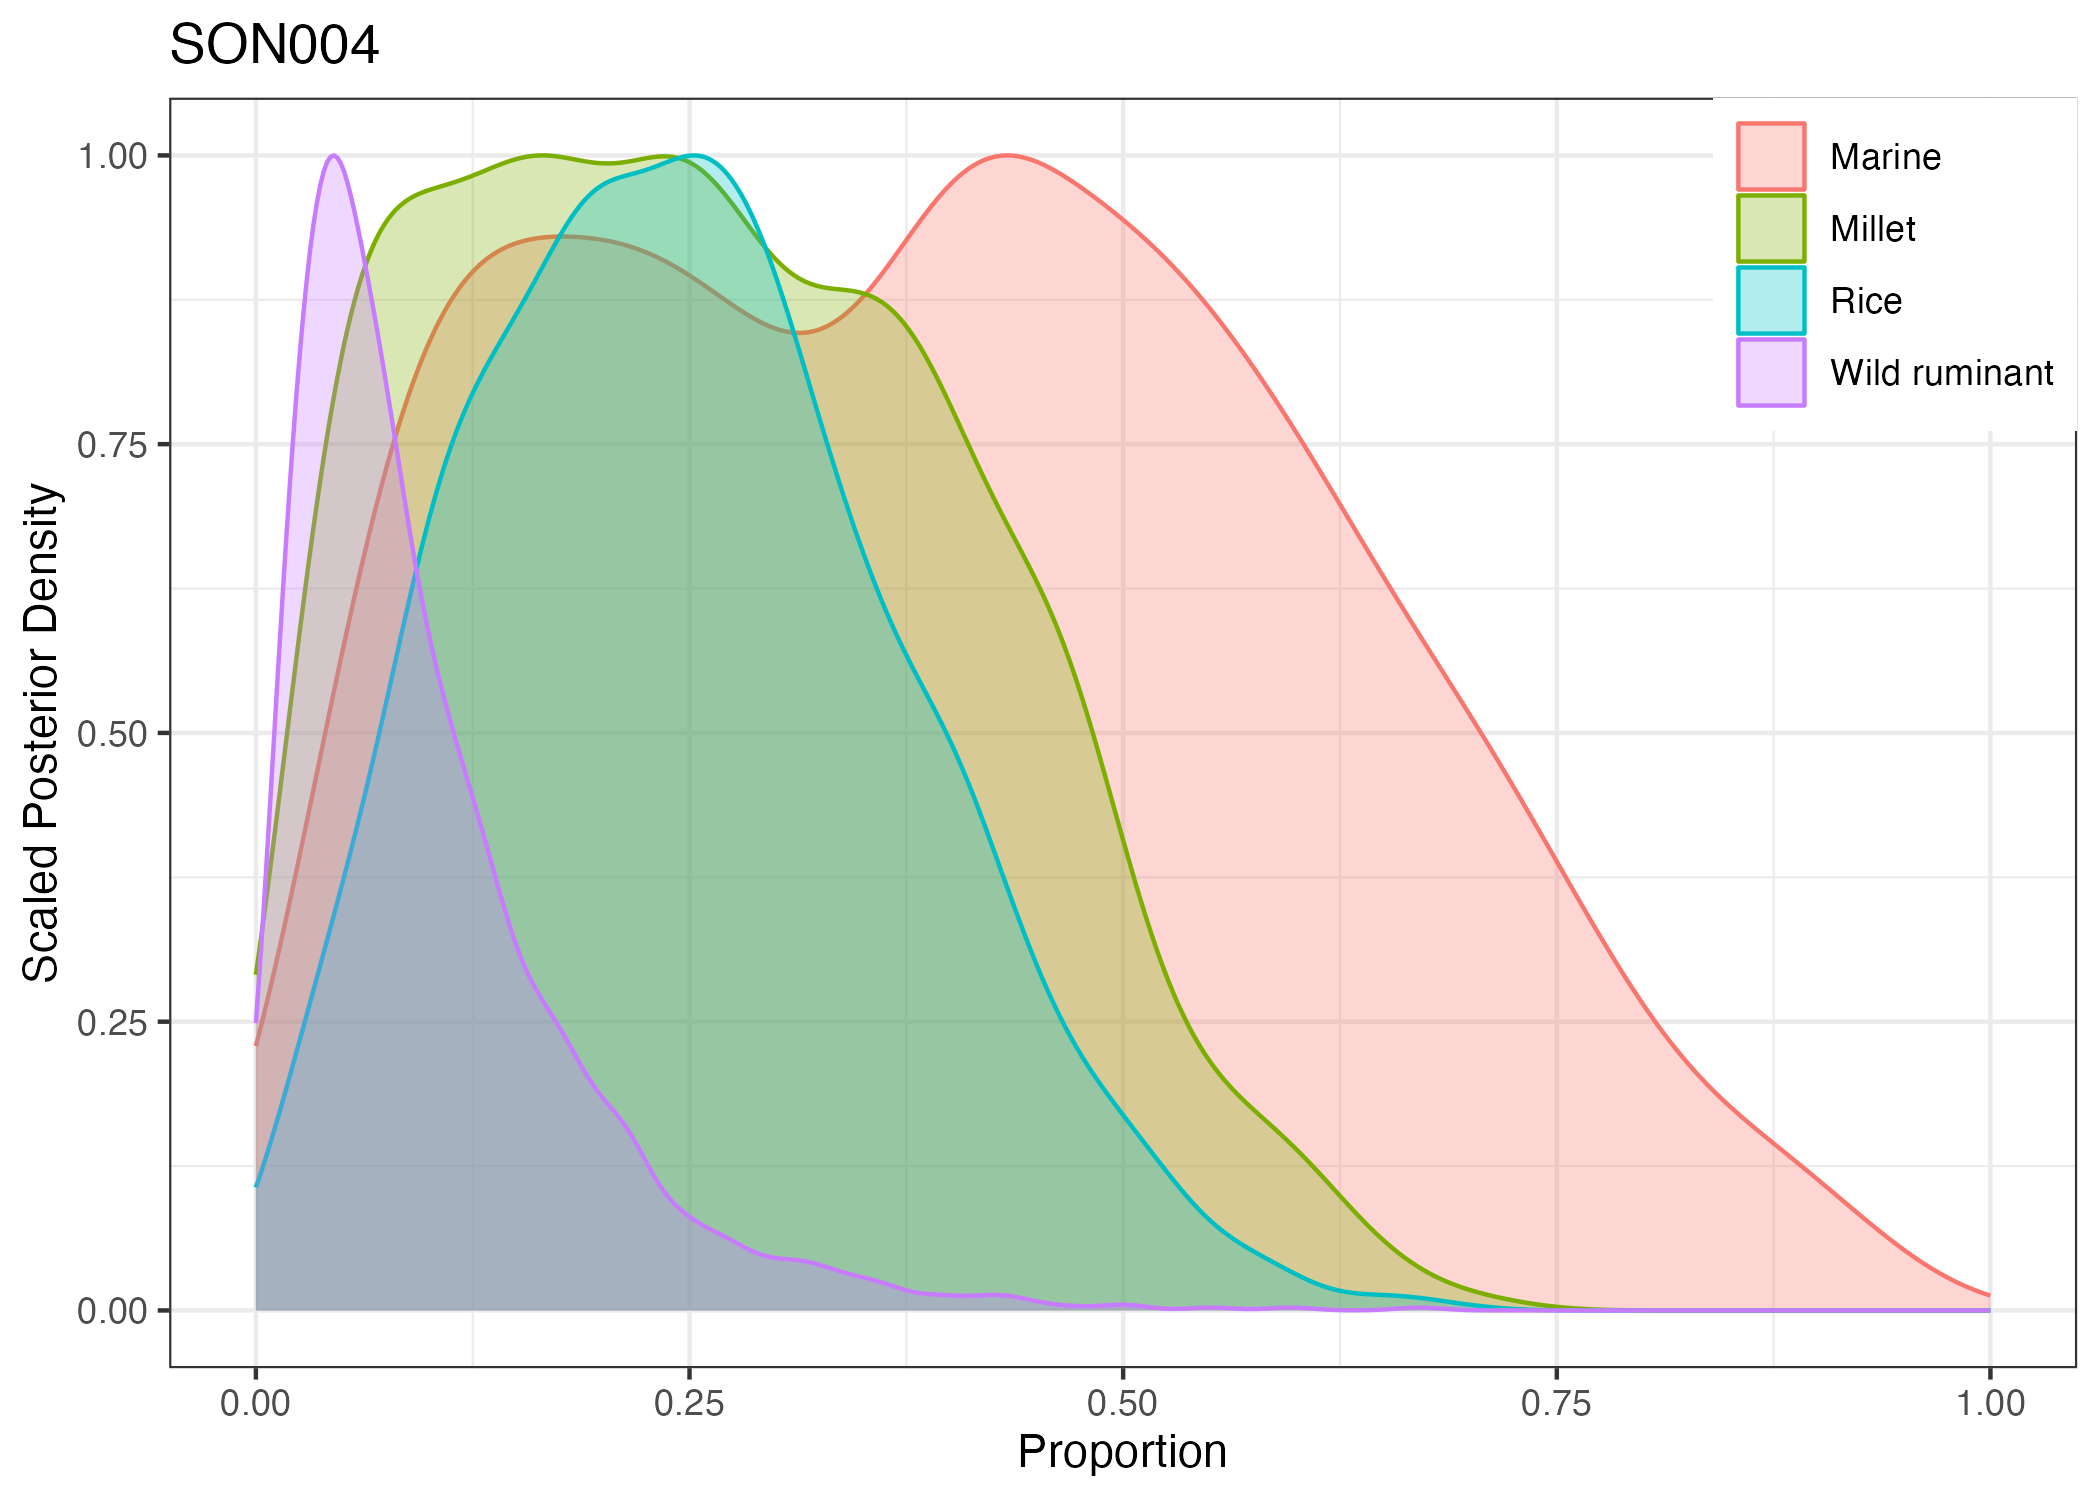 SON004
Marine
Millet
Rice
Wild ruminant
Scaled Posterior Density
1.00
0.75
0.50
0.25
0.00
0.00 0.25 0.50 0.75 1.00
Proportion